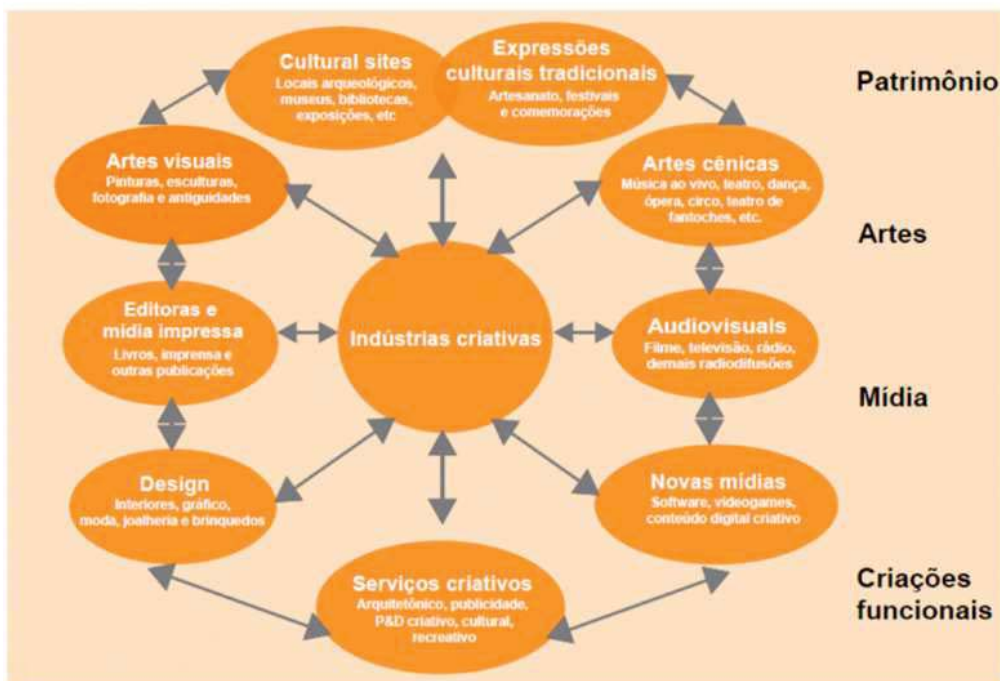 Cultural sites
Locais arqueológicos,
museus, bibliotecas,
exposições, etc
Expressões
culturais tradicionais
Artesanato, festivais
e comemorações
Patrimônio
Artes visuais
Pinturas, esculturas,
fotografia e antiguidades
Artes cênicas
Música ao vivo, teatro, dança,
ópera, circo, teatro de
fantoches, etc.
Artes
Editoras e
mídia impressa
Livros, imprensa e
outras publicações
Indústrias criativas
Audiovisuais
Filme, televisão, rádio,
demais radiodifusões
Mídia
Design
Interiores, gráfico,
moda, joalheria e brinquedos
Novas mídias
Software, videogames,
conteúdo digital criativo
Serviços criativos
Arquitetônico, publicidade,
P&D criativo, cultural,
recreativo
Criações
funcionais